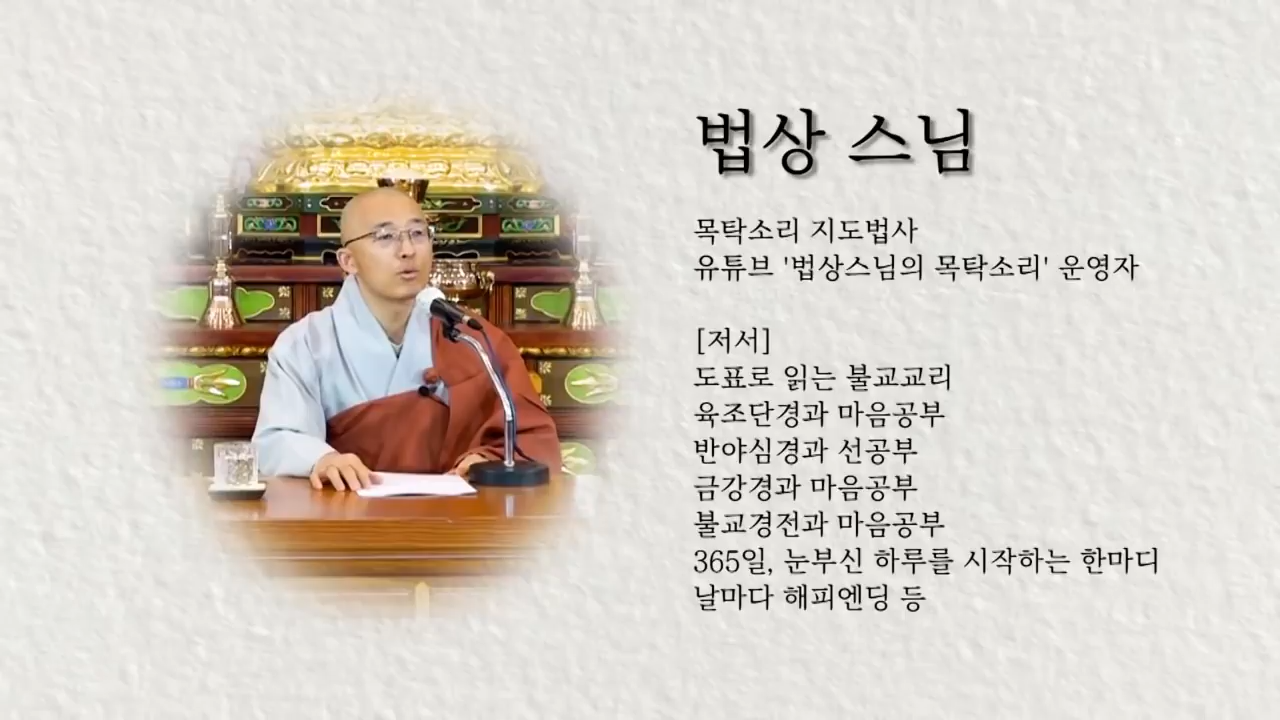 법상 스님
목탁소리 지도법사
유튜브 '법상스님의 목탁소리' 운영자
[저서]
도표로 읽는 불교교리
육조단경과 마음공부
반야심경과 선공부
금강경과 마음공부
불교경전과 마음공부
365일, 눈부신 하루를 시작하는 한마디
날마다 해피엔딩 등